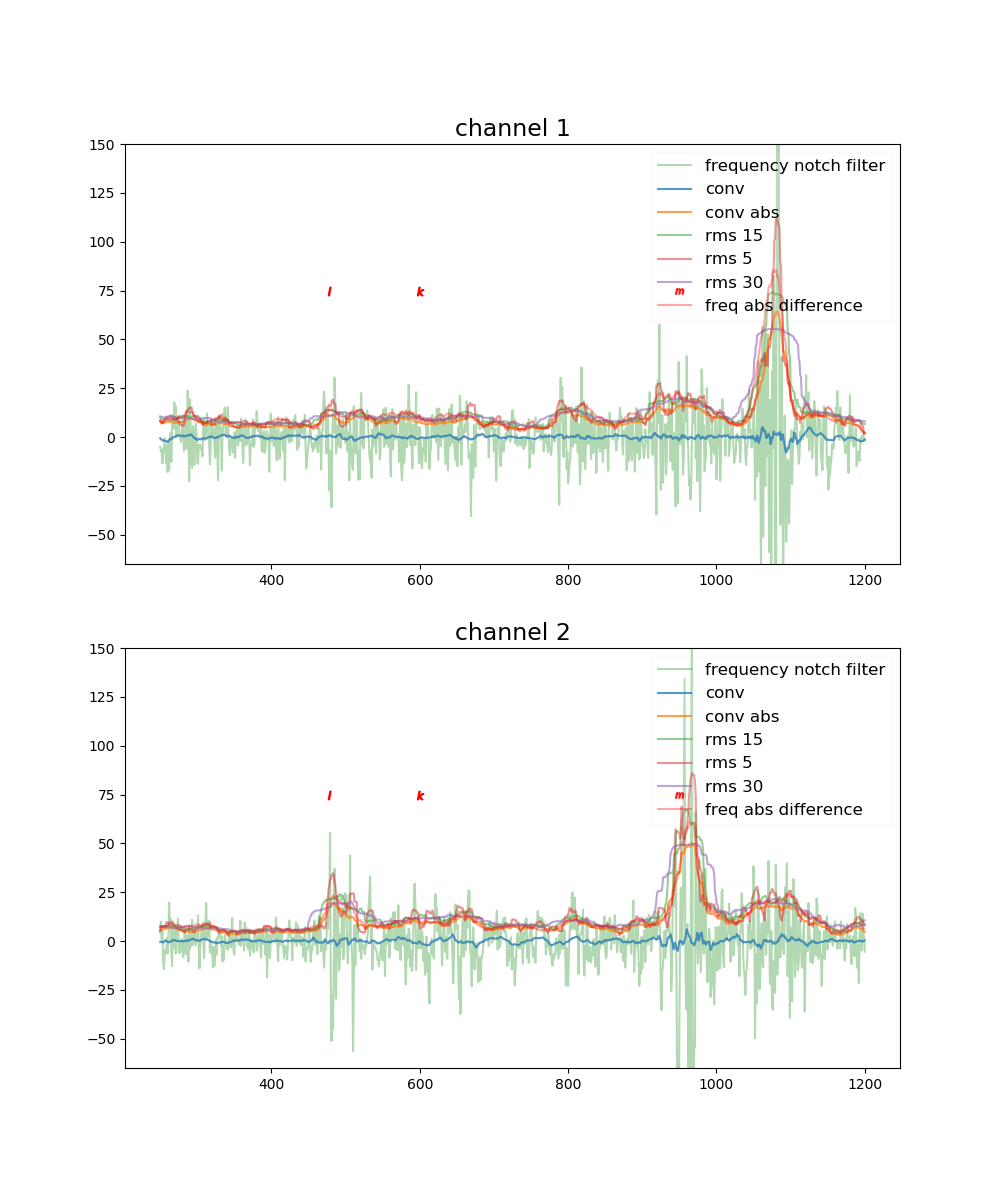 channel 1
150
125
100
75
50
25
0
−25
−50
400 600 800 1000 1200
frequency notch filter
conv
conv abs
rms 15
rms 5
rms 30
freq abs difference
l k m
channel 2
150
125
100
75
50
25
0
−25
−50
400 600 800 1000 1200
frequency notch filter
conv
conv abs
rms 15
rms 5
rms 30
freq abs difference
l k m